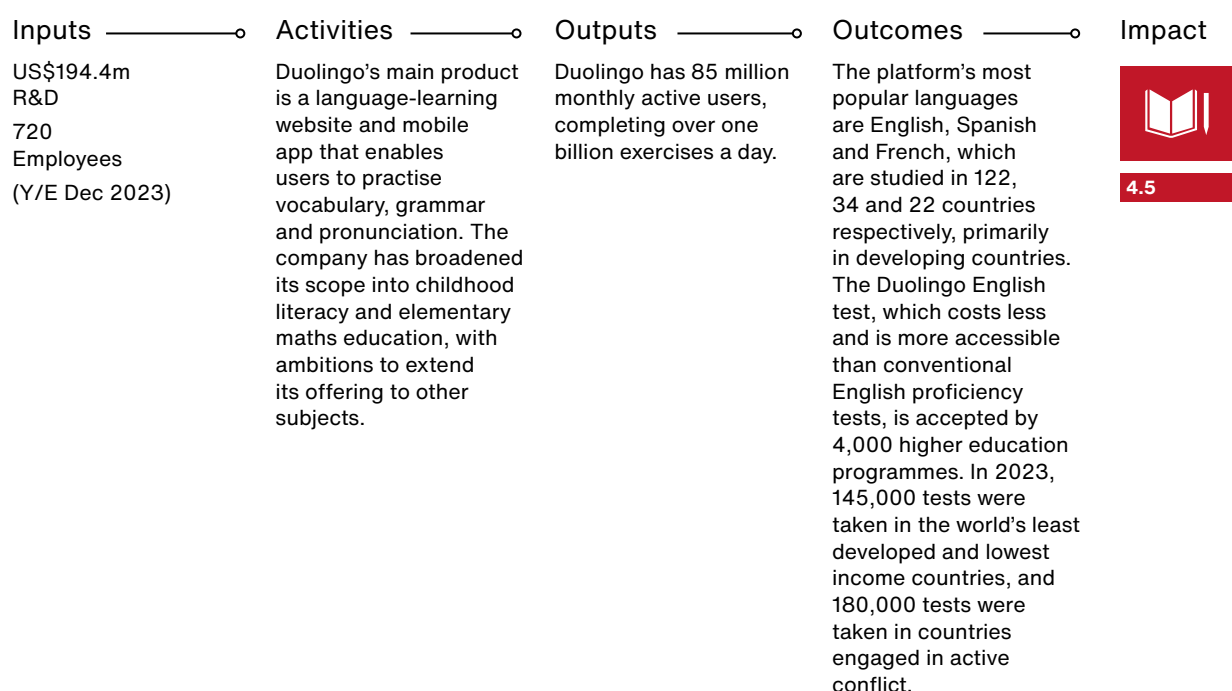 Inputs
US$194.4m
R&D
720
Employees
(Y/E Dec 2023)
Activities
Duolingo's main product
is a language-learning
website and mobile
app that enables
users to practise
vocabulary, grammar
and pronunciation. The
company has broadened
its scope into childhood
literacy and elementary
maths education, with
ambitions to extend
its offering to other
subjects.
Outputs
Duolingo has 85 million
monthly active users,
completing over one
billion exercises a day.
Outcomes
The platform's most
popular languages
are English, Spanish
and French, which
are studied in 122,
34 and 22 countries
respectively, primarily
in developing countries.
The Duolingo English
test, which costs less
and is more accessible
than conventional
English proficiency
tests, is accepted by
4,000 higher education
programmes. In 2023,
145,000 tests were
taken in the world's least
developed and lowest
income countries, and
180,000 tests were
taken in countries
engaged in active
conflict.
Impact
4.5